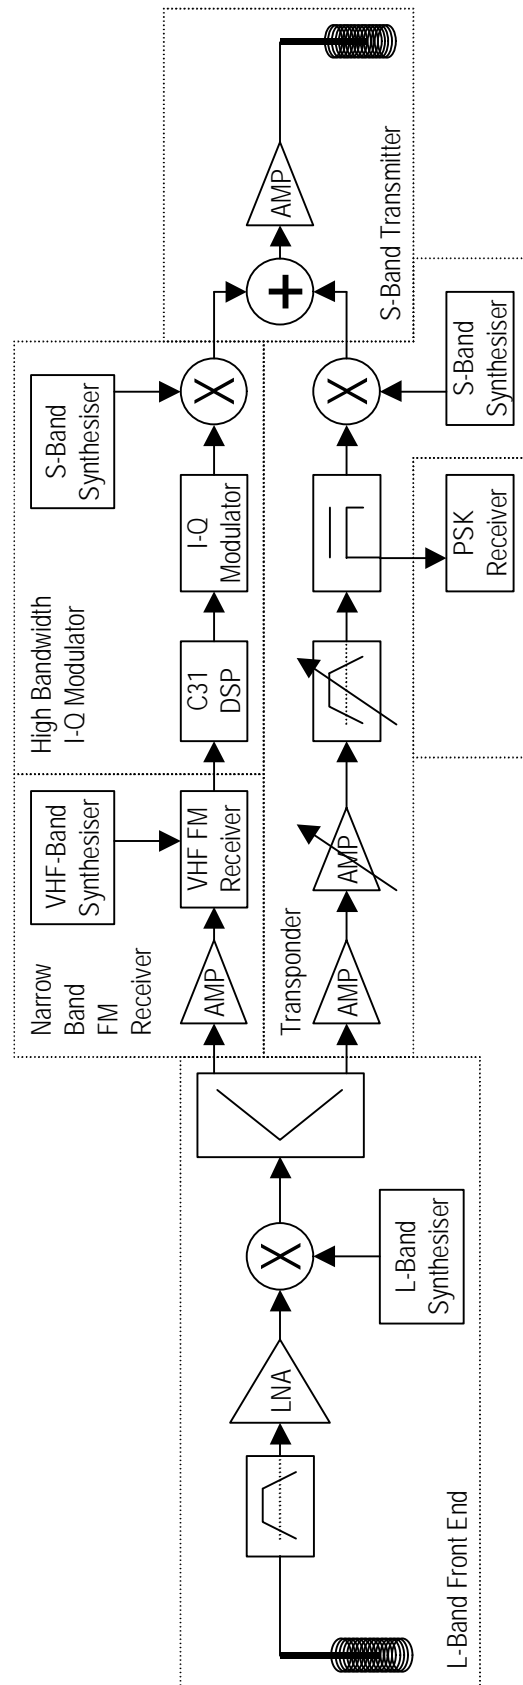 L-Band Front End
LNA
X
L-Band
Synthesiser
Narrow
Band
FM
Receiver
VHF-Band
Synthesiser
AMP
VHF FM
Receiver
High Bandwidth
I-Q Modulator
S-Band
Synthesiser
C31
DSP
I-Q
Modulator
X
Transponder
AMP
AMP
X
PSK
Receiver
S-Band
Synthesiser
+
AMP
S-Band Transmitter